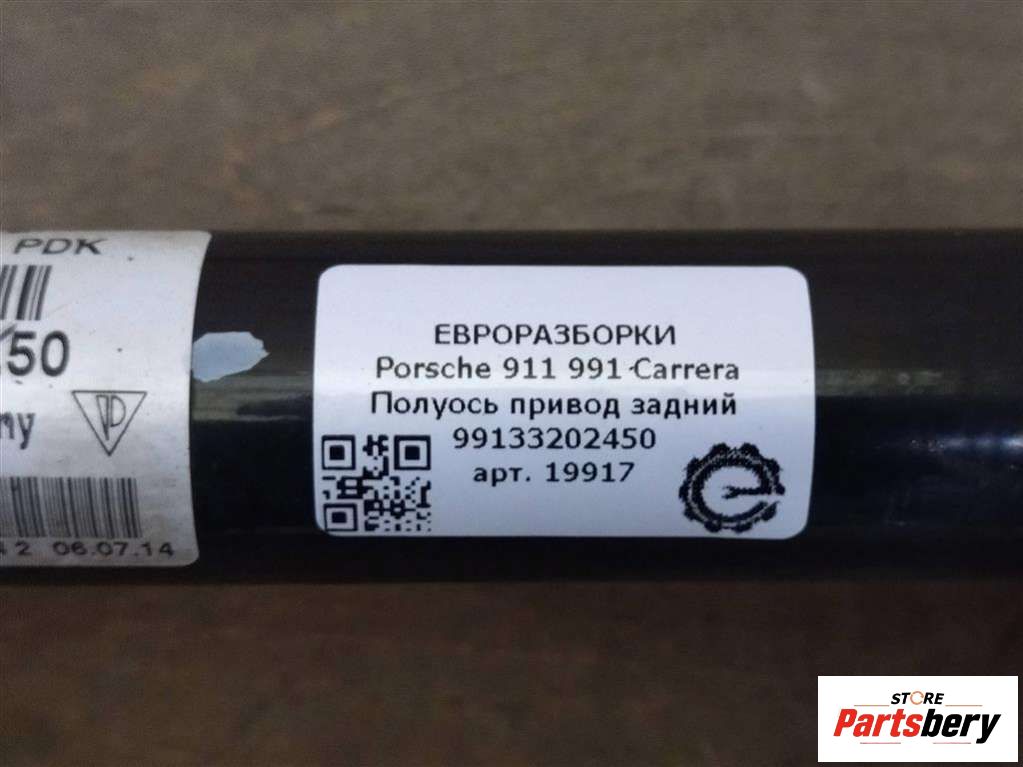 PDK
50
ny
2 06.07.14
ЕВРОРАЗБОРКИ
Porsche 911 991 Carrera
Полуось привод задний
99133202450
арт. 19917
STORE
Partsbery